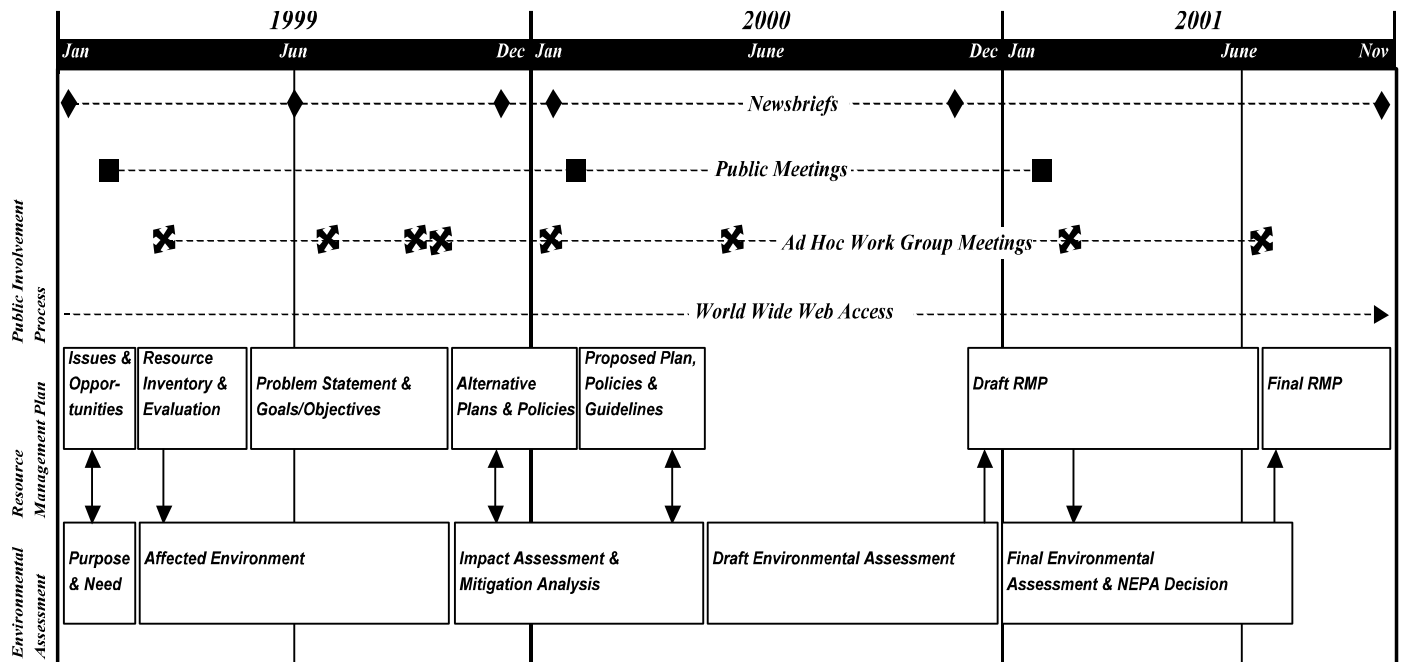 1999 2000 2001
Jan Jun Dec Jan June Dec Jan June Nov
Newsbriefs
Public Meetings
Ad Hoc Work Group Meetings
World Wide Web Access
Public Involvement
Process
Issues &
Oppor-
tunities
Resource
Inventory &
Evaluation
Problem Statement &
Goals/Objectives
Alternative
Plans & Policies
Proposed Plan,
Policies &
Guidelines
Draft RMP
Final RMP
Resource
Management Plan
Purpose
& Need
Affected Environment
Impact Assessment &
Mitigation Analysis
Draft Environmental Assessment
Final Environmental
Assessment & NEPA Decision
Environmental
Assessment